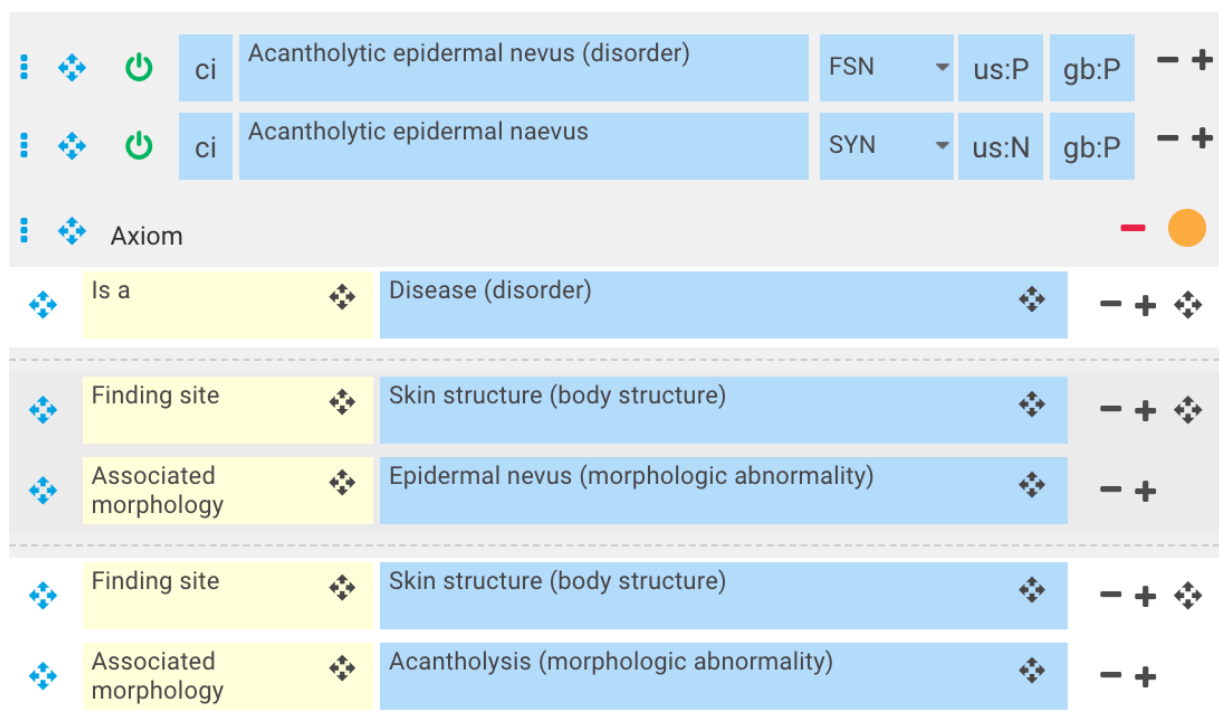 ci Acantholytic epidermal nevus (disorder) FSN us:P gb:P
ci Acantholytic epidermal naevus SYN us:N gb:P
Axiom
Is a Disease (disorder)
Finding site Skin structure (body structure)
Associated morphology Epidermal nevus (morphologic abnormality)
Finding site Skin structure (body structure)
Associated morphology Acantholysis (morphologic abnormality)